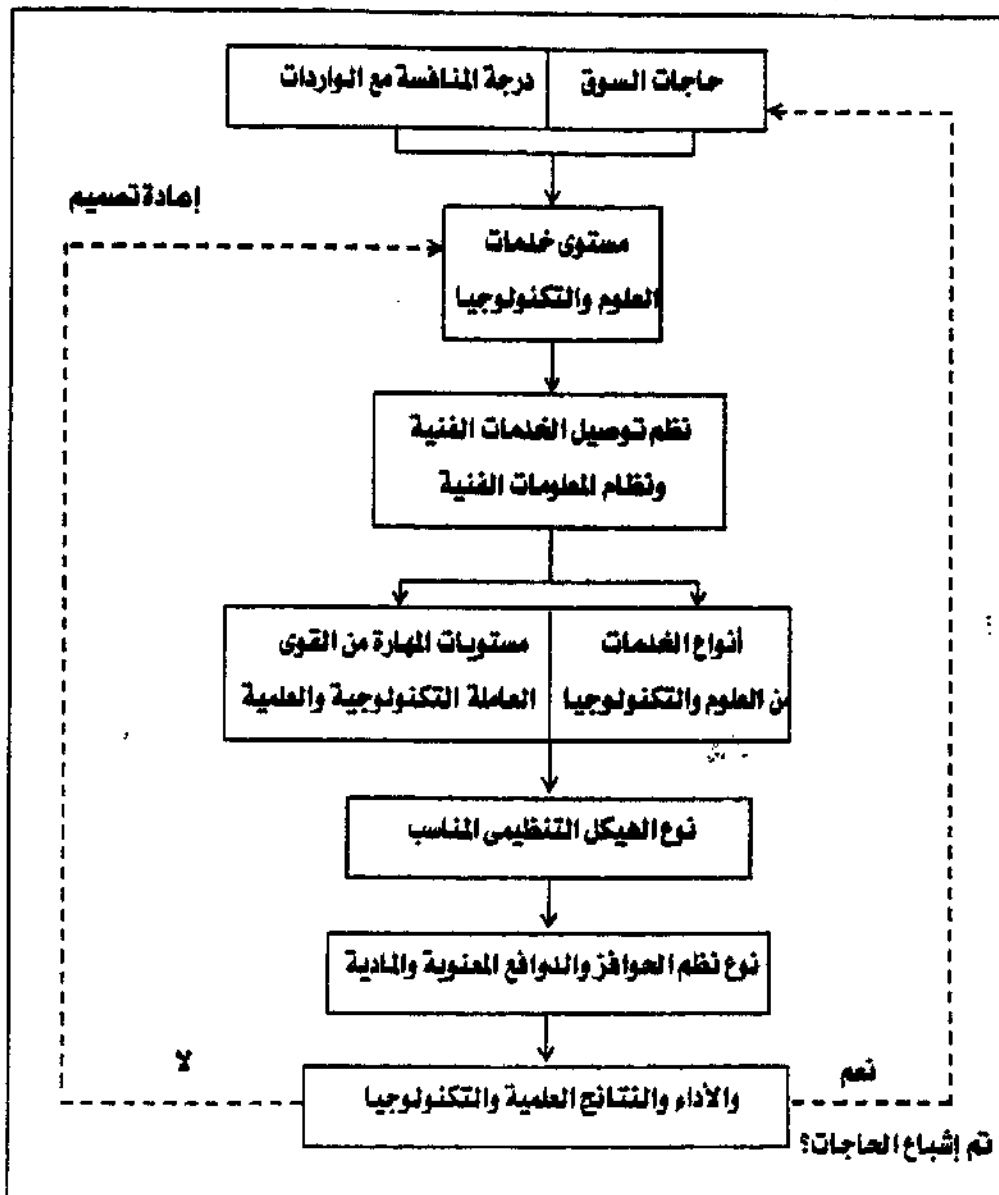 حاجات السوق
درجة المنافسة مع الواردات
إعادة تصميم
مستوى خدمات
العلوم والتكنولوجيا
نظم توصيل الخدمات الفنية
ونظام المعلومات الفنية
أنواع الخدمات
من العلوم والتكنولوجيا
مستويات المهارة من القوى
العاملة التكنولوجية والعلمية
نوع الهيكل التنظيمى المناسب
نوع نظم الحوافز والدوافع المعنوية والمادية
لا
نعم
والأداء والنتائج العلمية والتكنولوجيا
تم إشباع الحاجات؟